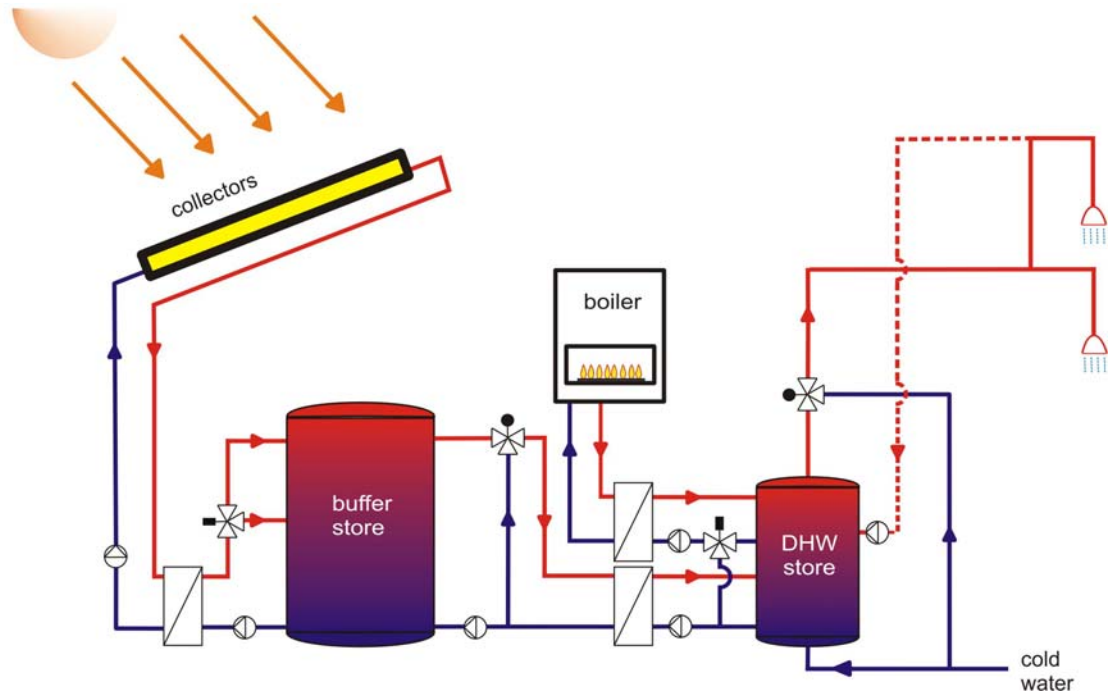 collectors
boiler
buffer
store
DHW
store
cold
water